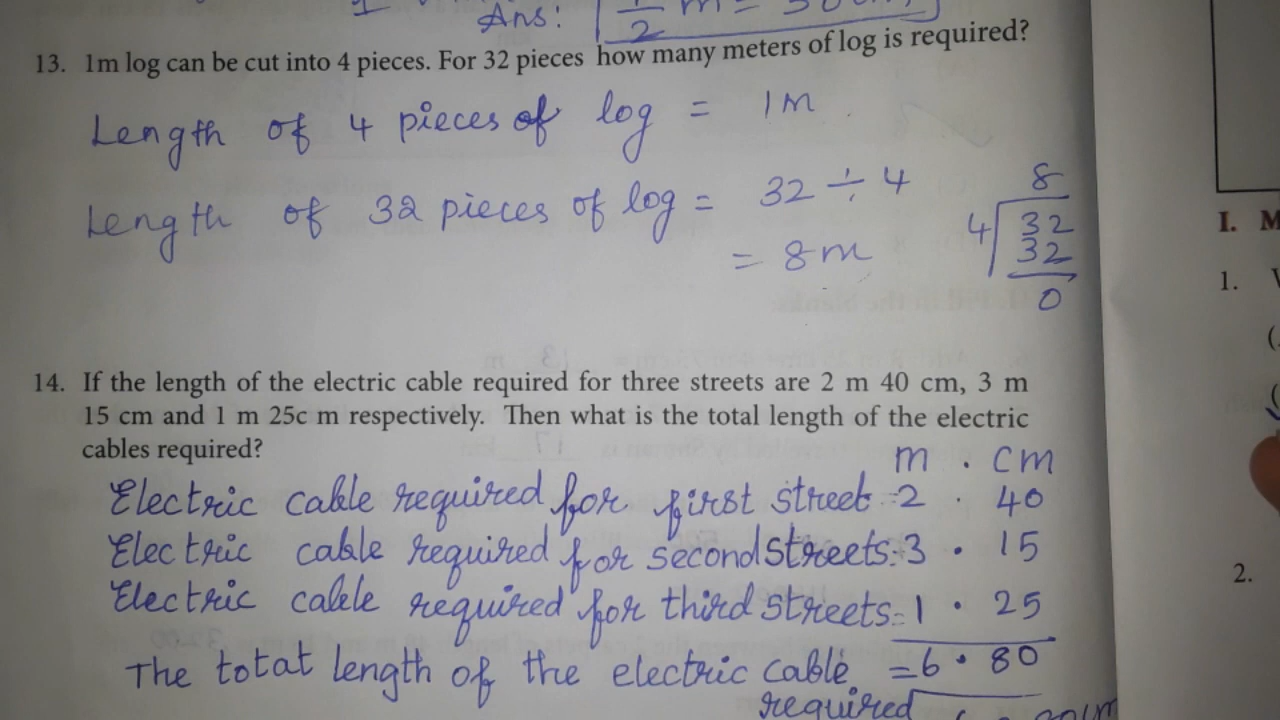 Ans: 1/2 m =
13. 1m log can be cut into 4 pieces. For 32 pieces how many meters of log is required?
Length of 4 pieces of log = 1m
Length of 32 pieces of log = 32 ÷ 4
= 8m
8
4 32
32
0
14. If the length of the electric cable required for three streets are 2 m 40 cm, 3 m
15 cm and 1 m 25c m respectively. Then what is the total length of the electric
cables required?
m . cm
Electric cable required for first street - 2 . 40
Electric cable required for second streets:- 3 . 15
Electric cable required for third streets - 1 . 25
The total length of the electric cable = 6 . 80
required
I. M
1.
2.